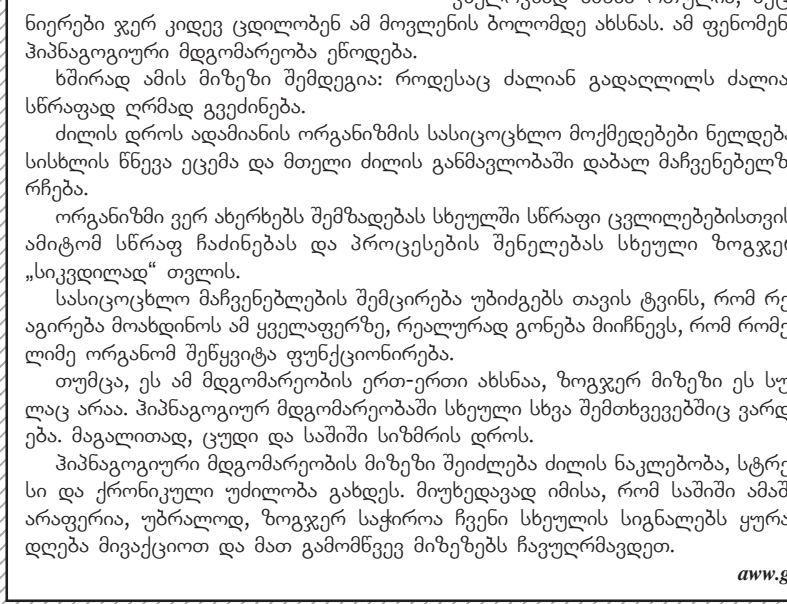 ნიერები ჯერ კიდევ ცდილობენ ამ მოვლენის ბოლომდე ახსნას. ამ ფენომენ
ჰიპნაგოგიური მდგომარეობა ეწოდება.
ხშირად ამის მიზეზი შემდეგია: როდესაც ძალიან გადაღლილს ძალია
სწრაფად ღრმად გვეძინება.
ძილის დროს ადამიანის ორგანიზმის სასიცოცხლო მოქმედებები ნელდებ
სისხლის წნევა ეცემა და მთელი ძილის განმავლობაში დაბალ მაჩვენებელზ
რჩება.
ორგანიზმი ვერ ახერხებს შემზადებას სხეულში სწრაფი ცვლილებებისთვის
ამიტომ სწრაფ ჩაძინებას და პროცესების შენელებას სხეული ზოგჯერ
„სიკვდილად“ თვლის.
სასიცოცხლო მაჩვენებლების შემცირება უბიძგებს თავის ტვინს, რომ რე
აგირება მოახდინოს ამ ყველაფერზე, რეალურად გონება მიიჩნევს, რომ რომე
ლიმე ორგანომ შეწყვიტა ფუნქციონირება.
თუმცა, ეს ამ მდგომარეობის ერთ-ერთი ახსნაა, ზოგჯერ მიზეზი ეს სუ
ლაც არაა. ჰიპნაგოგიურ მდგომარეობაში სხეული სხვა შემთხვევებშიც ვარდ
ება. მაგალითად, ცუდი და საშიში სიზმრის დროს.
ჰიპნაგოგიური მდგომარეობის მიზეზი შეიძლება ძილის ნაკლებობა, სტრე
სი და ქრონიკული უძილობა გახდეს. მიუხედავად იმისა, რომ საშიში ამაშ
არაფერია, უბრალოდ, ზოგჯერ საჭიროა ჩვენი სხეულის სიგნალებს ყურა
დღება მივაქციოთ და მათ გამომწვევ მიზეზებს ჩავუღრმავდეთ.
aww.g